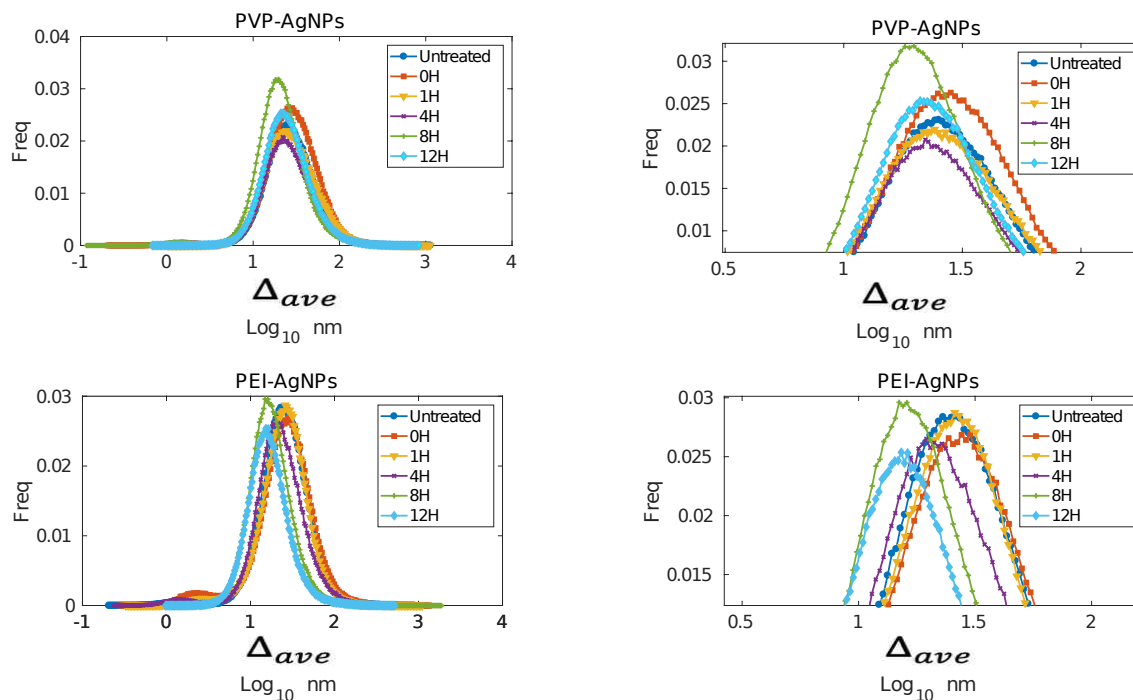 PVP-AgNPs
0.04
0.03
0.02
0.01
0
Freq
-1
0
1
2
3
4
Untreated
0H
1H
4H
8H
12H
Δave
Log10 nm
PVP-AgNPs
0.03
0.025
0.02
0.015
0.01
Freq
0.5
1
1.5
2
Untreated
0H
1H
4H
8H
12H
Δave
Log10 nm
PEI-AgNPs
0.03
0.02
0.01
0
Freq
-1
0
1
2
3
4
Untreated
0H
1H
4H
8H
12H
Δave
Log10 nm
PEI-AgNPs
0.03
0.025
0.02
0.015
Freq
0.5
1
1.5
2
Untreated
0H
1H
4H
8H
12H
Δave
Log10 nm